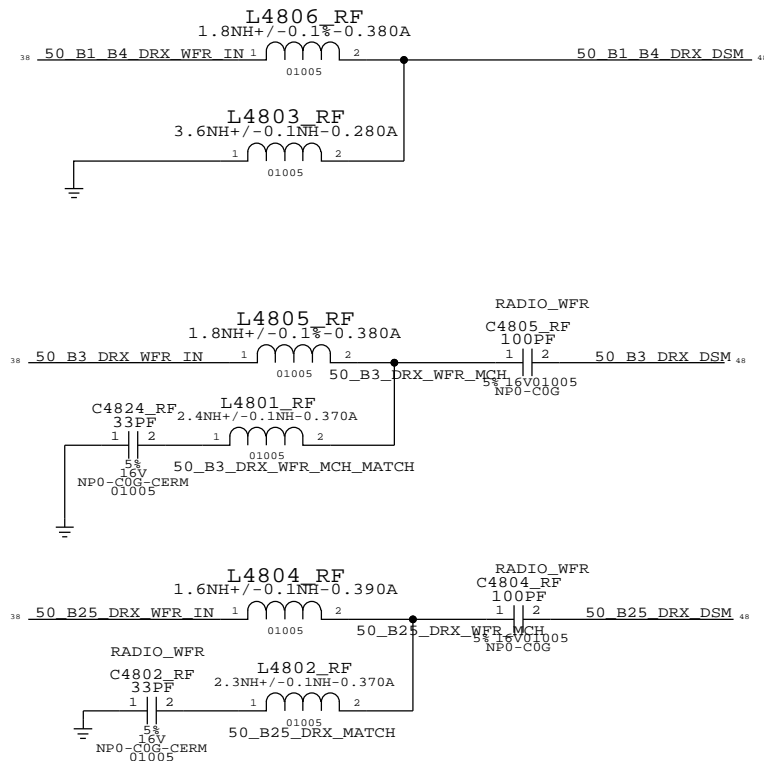 L4806_RF
1.8NH+/-0.1%-0.380A
38 50_B1_B4_DRX_WFR_IN 1 2 50_B1_B4_DRX_DSM 48
01005
L4803_RF
3.6NH+/-0.1NH-0.280A
1 2
01005
RADIO_WFR
L4805_RF
C4805_RF
1.8NH+/-0.1%-0.380A
100PF
38 50_B3_DRX_WFR_IN 1 2 1 2 50_B3_DRX_DSM 48
01005
50_B3_DRX_WFR_MCH
5% 16V01005
NP0-C0G
C4824_RF
L4801_RF
33PF
2.4NH+/-0.1NH-0.370A
1 2 1 2
01005
5%
50_B3_DRX_WFR_MCH_MATCH
16V
NP0-C0G-CERM
01005
RADIO_WFR
L4804_RF
C4804_RF
1.6NH+/-0.1NH-0.390A
100PF
38 50_B25_DRX_WFR_IN 1 2 1 2 50_B25_DRX_DSM 48
01005
50_B25_DRX_WFR_MCH
5% 16V01005
NP0-C0G
RADIO_WFR
L4802_RF
C4802_RF
2.3NH+/-0.1NH-0.370A
33PF
1 2 1 2
01005
5%
50_B25_DRX_MATCH
16V
NP0-C0G-CERM
01005